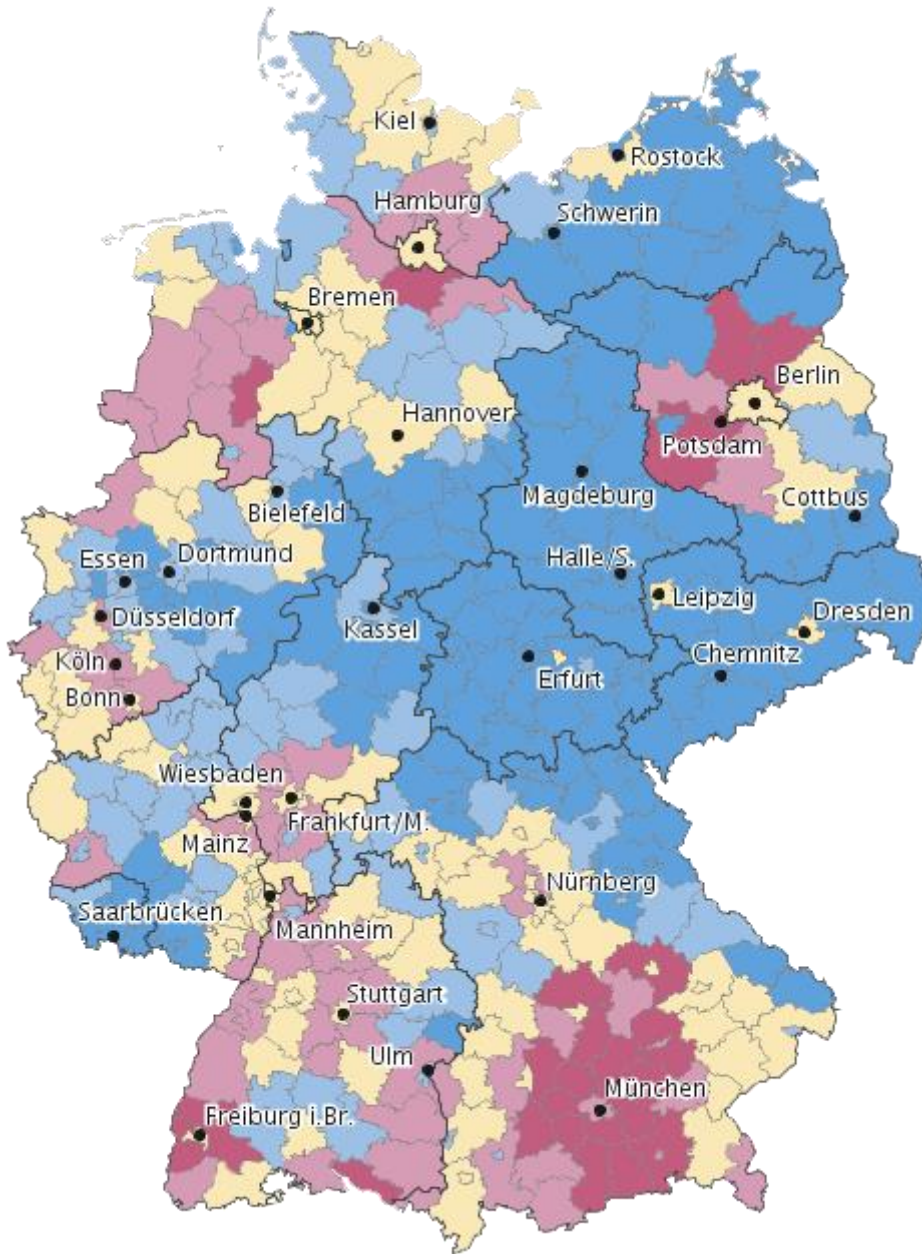 Kiel
Rostock
Hamburg
Schwerin
Bremen
Berlin
Hannover
Potsdam
Magdeburg
Bielefeld
Cottbus
Essen
Dortmund
Halle/S.
Leipzig
Düsseldorf
Kassel
Dresden
Köln
Erfurt
Chemnitz
Bonn
Wiesbaden
Frankfurt/M.
Mainz
Nürnberg
Saarbrücken
Mannheim
Stuttgart
Ulm
München
Freiburg i.Br.